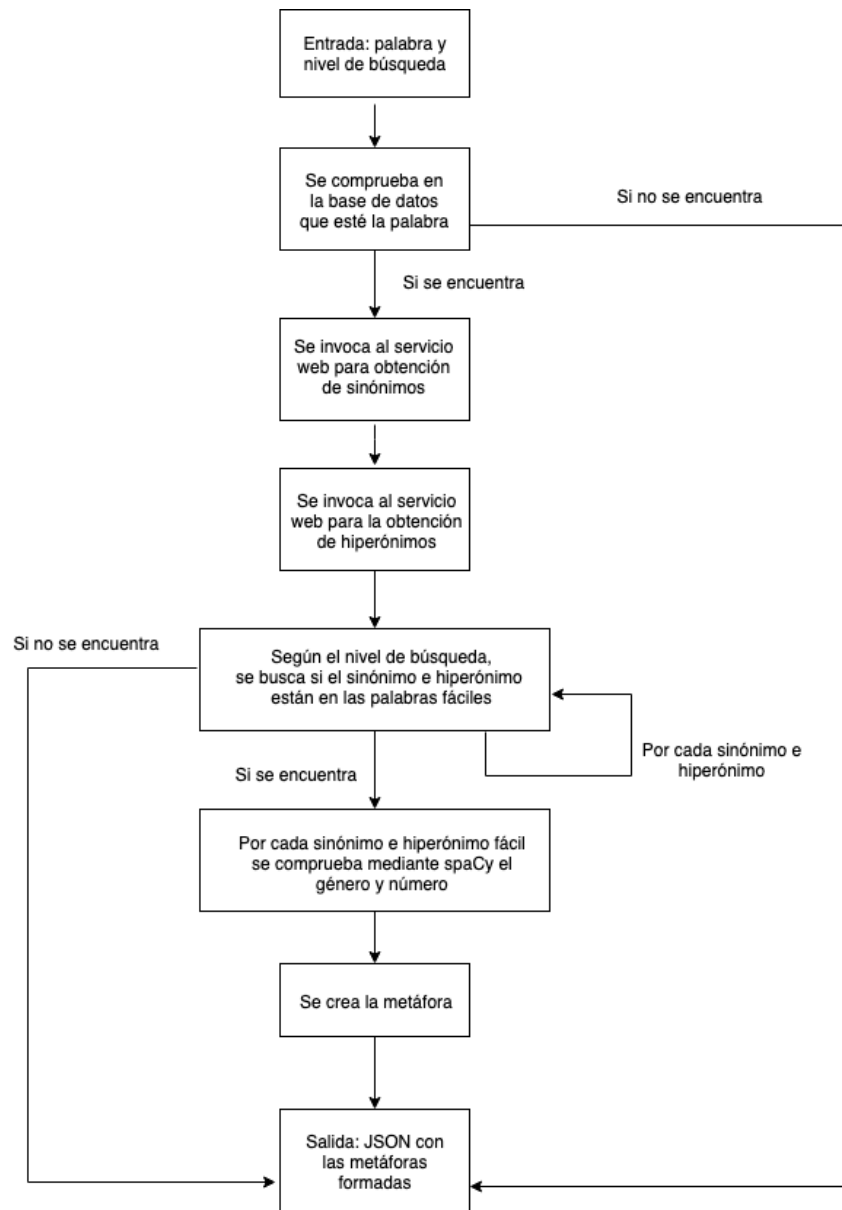 Entrada: palabra y
nivel de búsqueda
Se comprueba en
la base de datos
que esté la palabra
Si no se encuentra
Si se encuentra
Se invoca al servicio
web para obtención
de sinónimos
Se invoca al servicio
web para la obtención
de hiperónimos
Si no se encuentra
Según el nivel de búsqueda,
se busca si el sinónimo e hiperónimo
están en las palabras fáciles
Por cada sinónimo e
hiperónimo
Si se encuentra
Por cada sinónimo e hiperónimo fácil
se comprueba mediante spaCy el
género y número
Se crea la metáfora
Salida: JSON con
las metáforas
formadas